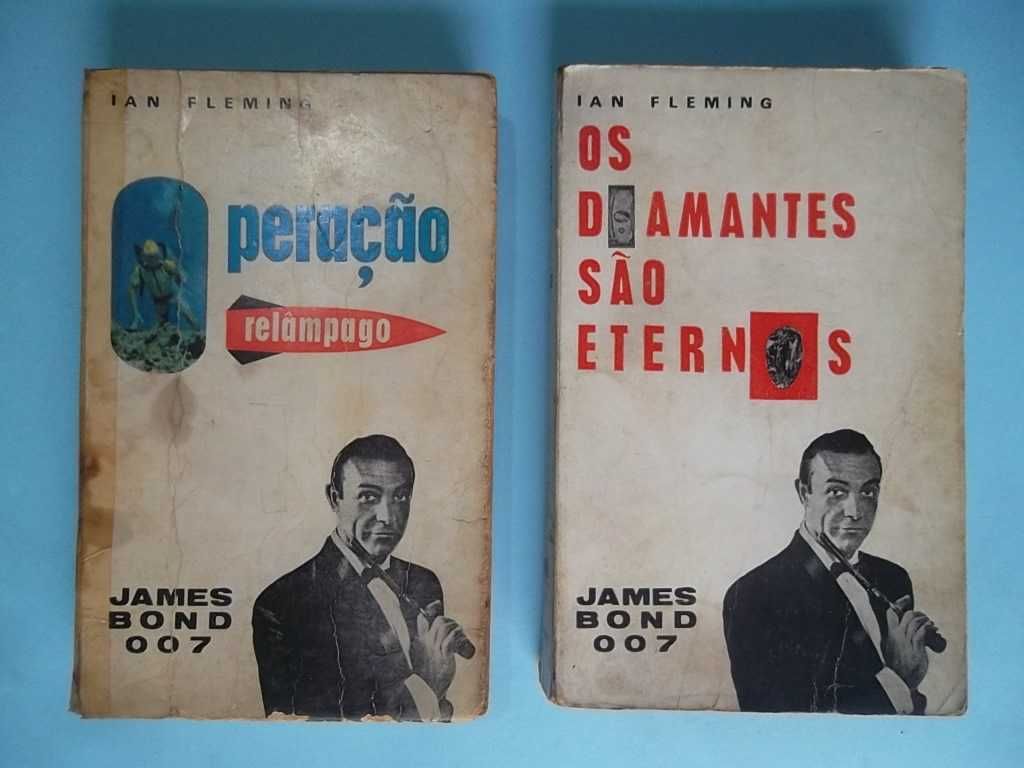 IAN FLEMING
Operação
relâmpago
JAMES
BOND
007
IAN FLEMING
OS
DIAMANTES
SÃO
ETERNOS
JAMES
BOND
007